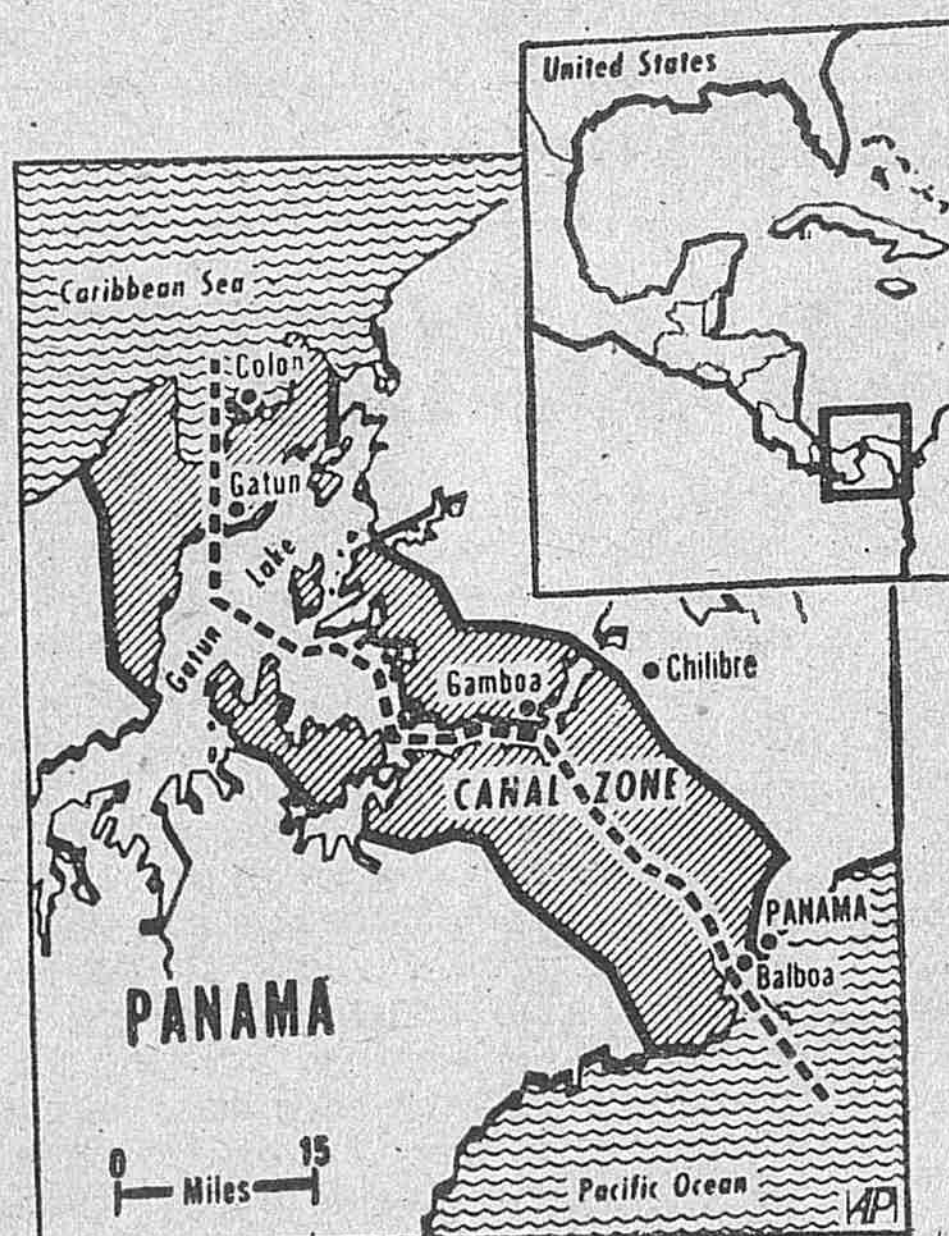 United States
Caribbean Sea
Colon
Gatun
Lake
Gatun
Gamboa
Chilibre
CANAL ZONE
PANAMA
Balboa
PANAMA
0 15
Miles
Pacific Ocean
AP